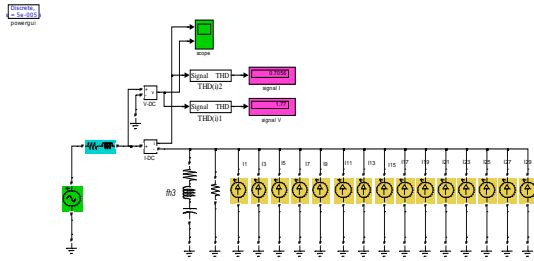 Discrete,
s = 5e-005 s
powergui
scope
Signal THD
THD(i)2
0.7056
signal I
V-DC
Signal THD
THD(i)1
1.77
signal V
I-DC
fh3
I1 I3 I5 I7 I9 I11 I13 I15 I17 I19 I21 I23 I25 I27 I29